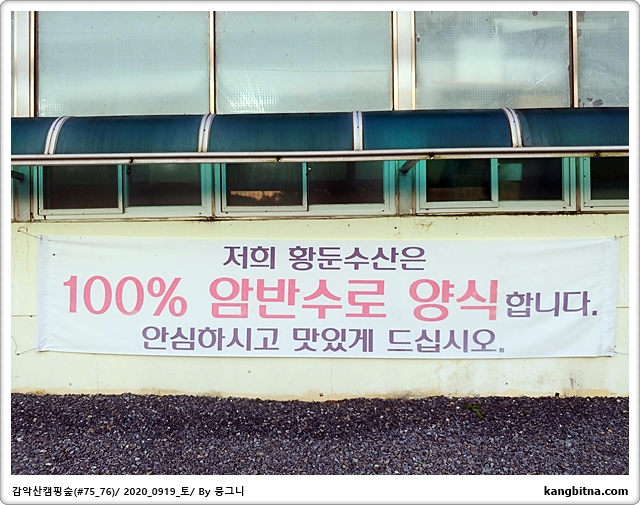 저희 황둔수산은
100% 암반수로 양식합니다.
안심하시고 맛있게 드십시오.
감악산캠핑숲(#75_76)/ 2020_0919_토/ By 뭉그니
kangbitna.com